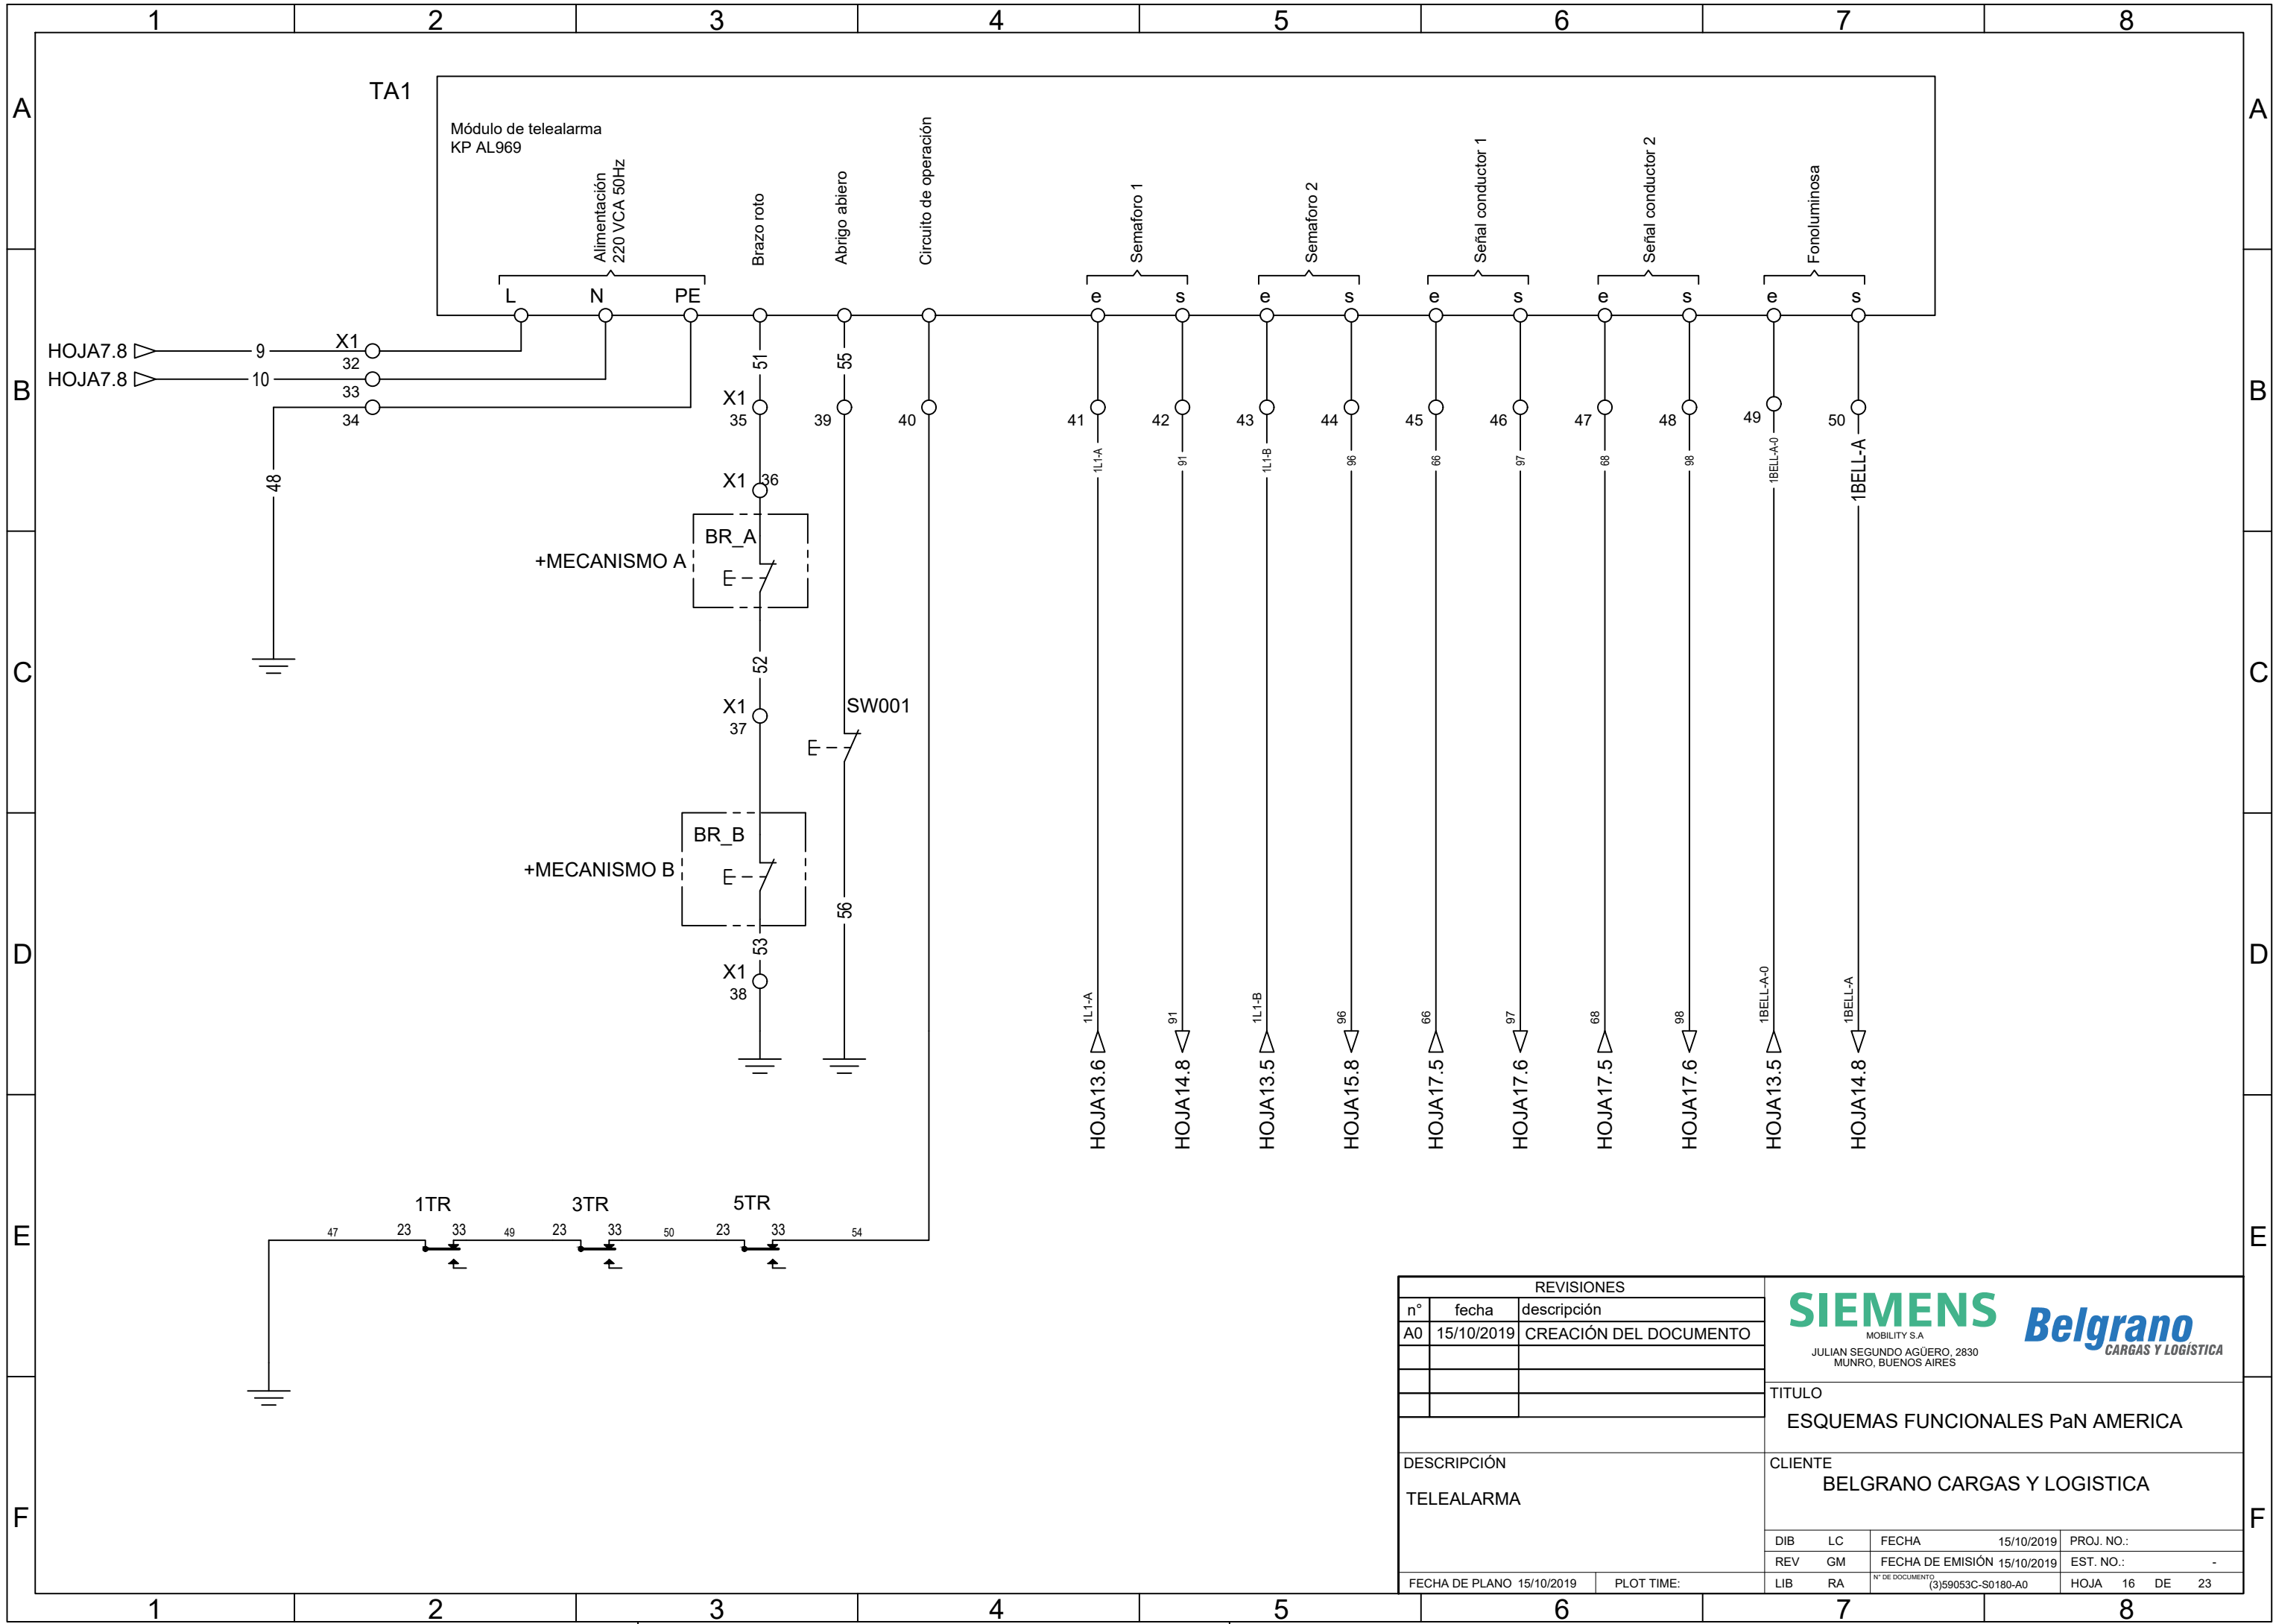 1 2 3 4 5 6 7 8
A
A
B
B
C
C
D
D
E
E
F
F
TA1
Módulo de telealarma
KP AL969
Alimentación
220 VCA 50Hz
Brazo roto
Abrigo abiero
Circuito de operación
Semaforo 1
Semaforo 2
Señal conductor 1
Señal conductor 2
Fonoluminosa
L N PE
e s e s e s e s e s
HOJA7.8 9 X1
32
HOJA7.8 10
33
34
48
51
55
X1
35
39
40
41
42
43
44
45
46
47
48
49
50
1L1-A
91
1L1-B
96
66
97
68
98
1BELL-A-0
1BELL-A
X1 36
BR_A
E
+MECANISMO A
52
X1
37
SW001
E
BR_B
E
+MECANISMO B
56
53
X1
38
1L1-A
91
1L1-B
96
66
97
68
98
1BELL-A-0
1BELL-A
HOJA13.6
HOJA14.8
HOJA13.5
HOJA15.8
HOJA17.5
HOJA17.6
HOJA17.5
HOJA17.6
HOJA13.5
HOJA14.8
1TR 3TR 5TR
47 23 33 49 23 33 50 23 33 54
REVISIONES
n° fecha descripción
A0 15/10/2019 CREACIÓN DEL DOCUMENTO
SIEMENS
MOBILITY S.A
JULIAN SEGUNDO AGÜERO, 2830
MUNRO, BUENOS AIRES
Belgrano
CARGAS Y LOGÍSTICA
TITULO
ESQUEMAS FUNCIONALES PaN AMERICA
DESCRIPCIÓN
TELEALARMA
CLIENTE
BELGRANO CARGAS Y LOGISTICA
DIB LC FECHA 15/10/2019 PROJ. NO.:
REV GM FECHA DE EMISIÓN 15/10/2019 EST. NO.: -
FECHA DE PLANO 15/10/2019 PLOT TIME:
LIB RA N° DE DOCUMENTO (3)59053C-S0180-A0 HOJA 16 DE 23
1 2 3 4 5 6 7 8